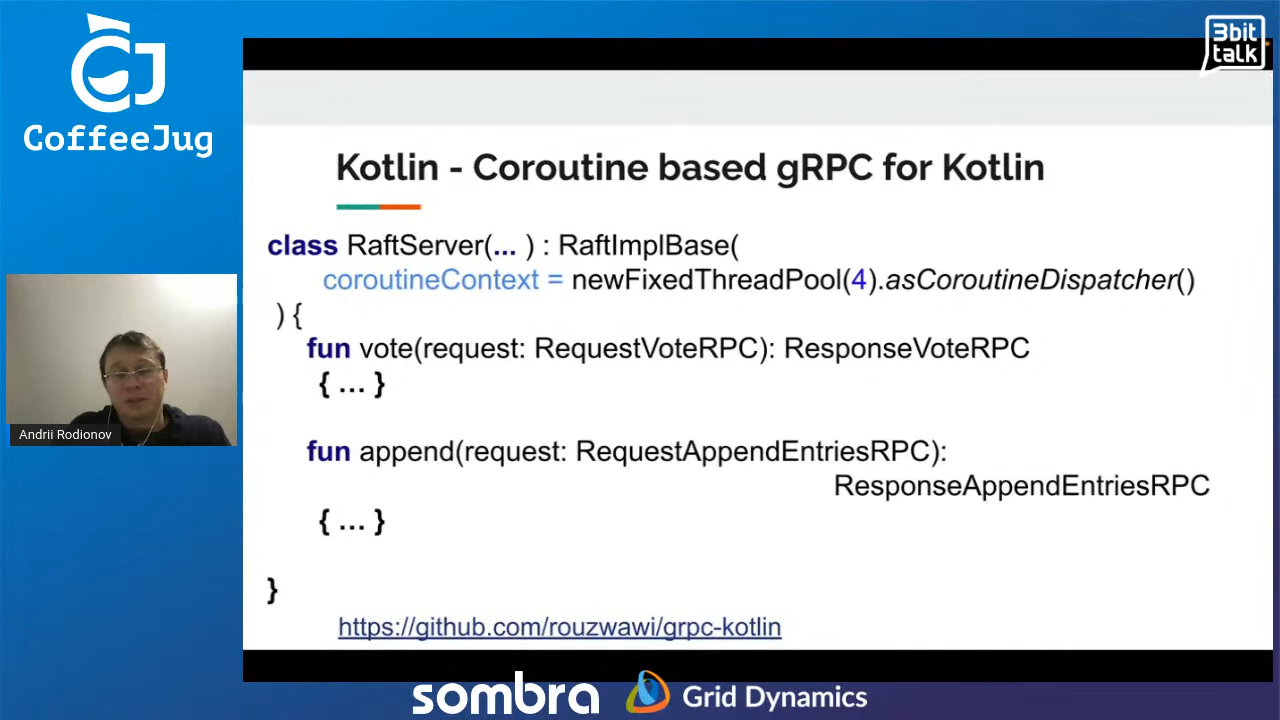 CoffeeJug
3bit
talk
Kotlin - Coroutine based gRPC for Kotlin
class RaftServer(... ) : RaftImplBase(
coroutineContext = newFixedThreadPool(4).asCoroutineDispatcher()
) {
fun vote(request: RequestVoteRPC): ResponseVoteRPC
{ ... }
fun append(request: RequestAppendEntriesRPC):
ResponseAppendEntriesRPC
{ ... }
}
https://github.com/rouzwawi/grpc-kotlin
Andrii Rodionov
sombra
Grid Dynamics